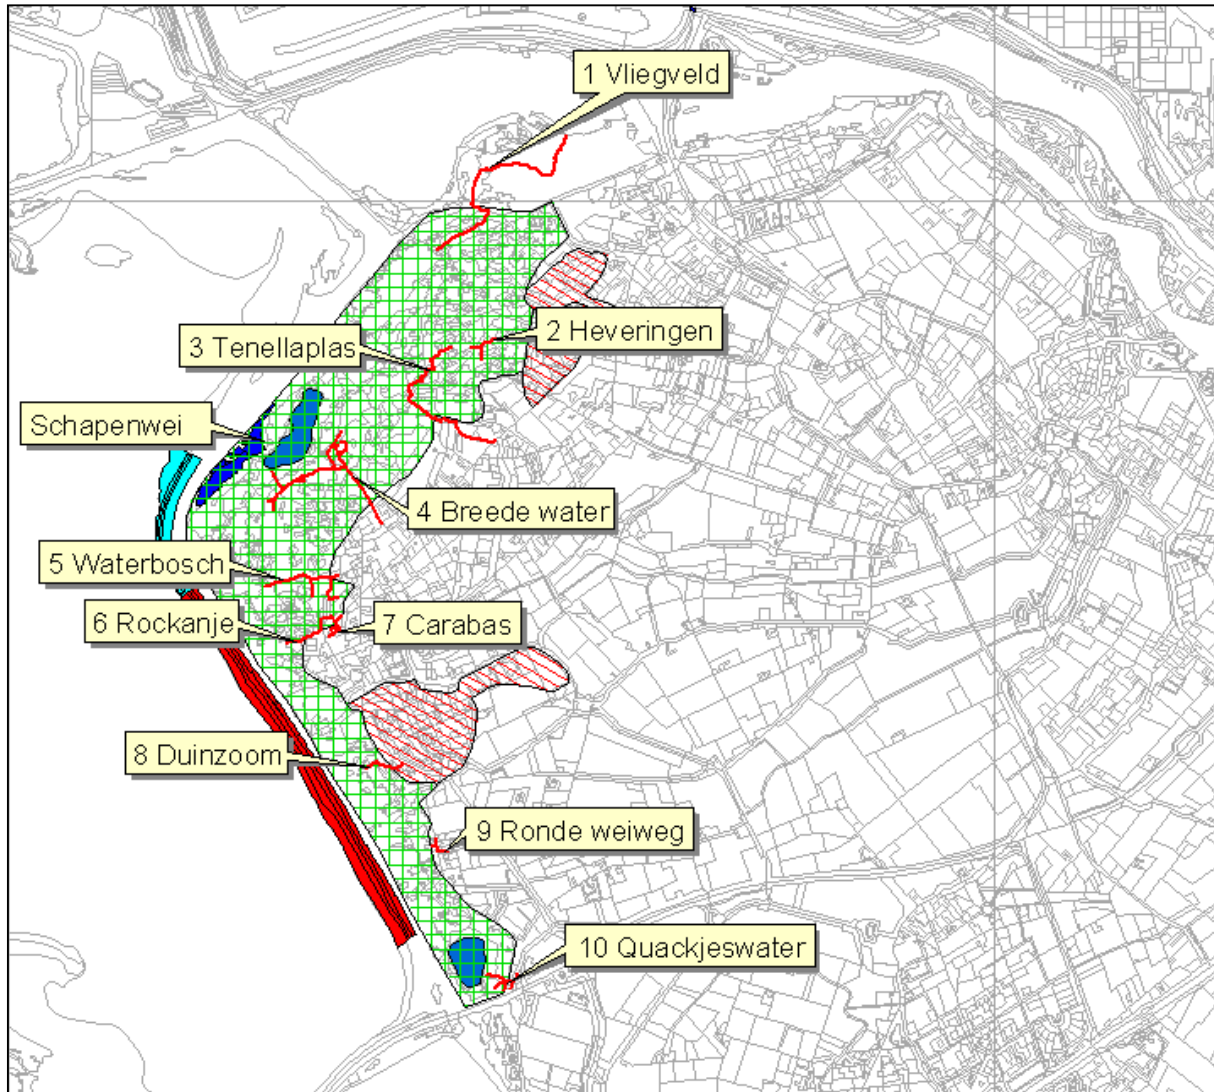 1 Vliegveld
2 Heveringen
3 Tenellaplas
Schapenwei
4 Breede water
5 Waterbosch
6 Rockanje
7 Carabas
8 Duinzoom
9 Ronde weiweg
10 Quackjeswater